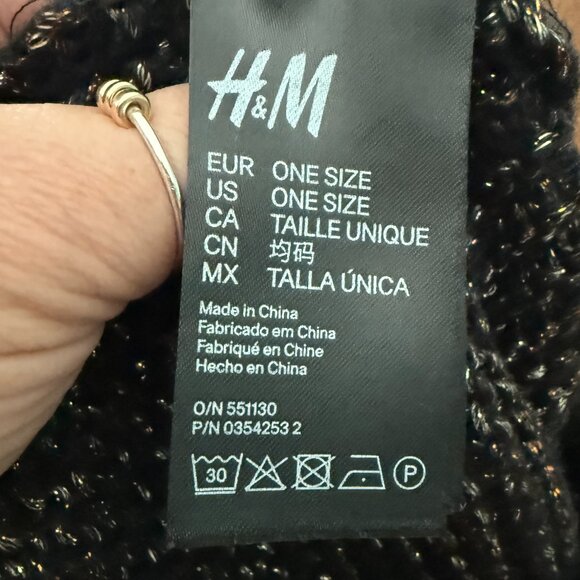 H&M
EUR ONE SIZE
US ONE SIZE
CA TAILLE UNIQUE
CN 均码
MX TALLA ÚNICA
Made in China
Fabricado em China
Fabriqué en Chine
Hecho en China
O/N 551130
P/N 0354253 2
30 P